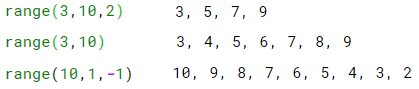 range(3,10,2) 3, 5, 7, 9
range(3,10) 3, 4, 5, 6, 7, 8, 9
range(10,1,-1) 10, 9, 8, 7, 6, 5, 4, 3, 2